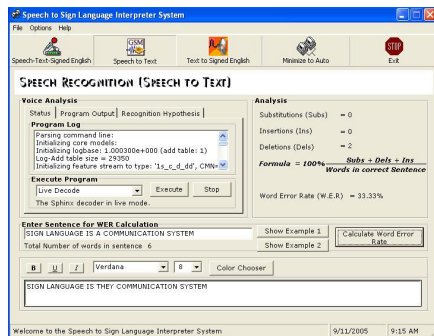 Speech to Sign Language Interpreter System
File Options Help
GSM
STOP
Speech-Text-Signed English Speech to Text Text to Signed English Minimize to Auto Exit
SPEECH RECOGNITION (SPEECH TO TEXT)
Voice Analysis
Status Program Output Recognition Hypothesis
Program Log
Parsing command line:
Initializing core models:
Initializing logbase: 1.000300e+000 (add table: 1)
Log-Add table size = 29350
Initializing feature stream to type: '1s_c_d_dd', CMN=
Execute Program
Live Decode Execute Stop
The Sphinx decoder in live mode.
Analysis
Substitutions (Subs) = 0
Insertions (Ins) = 0
Deletions (Dels) = 2
Formula = 100% Subs + Dels + Ins
Words in correct Sentence
Word Error Rate (W.E.R) = 33.33%
Enter Sentence for WER Calculation
SIGN LANGUAGE IS A COMMUNICATION SYSTEM
Total Number of words in sentence 6
Show Example 1
Show Example 2
Calculate Word Error
Rate
B U I Verdana 8 Color Chooser
SIGN LANGUAGE IS THEY COMMUNICATION SYSTEM
Welcome to the Speech to Sign Language Interpreter System 9/11/2005 9:15 AM